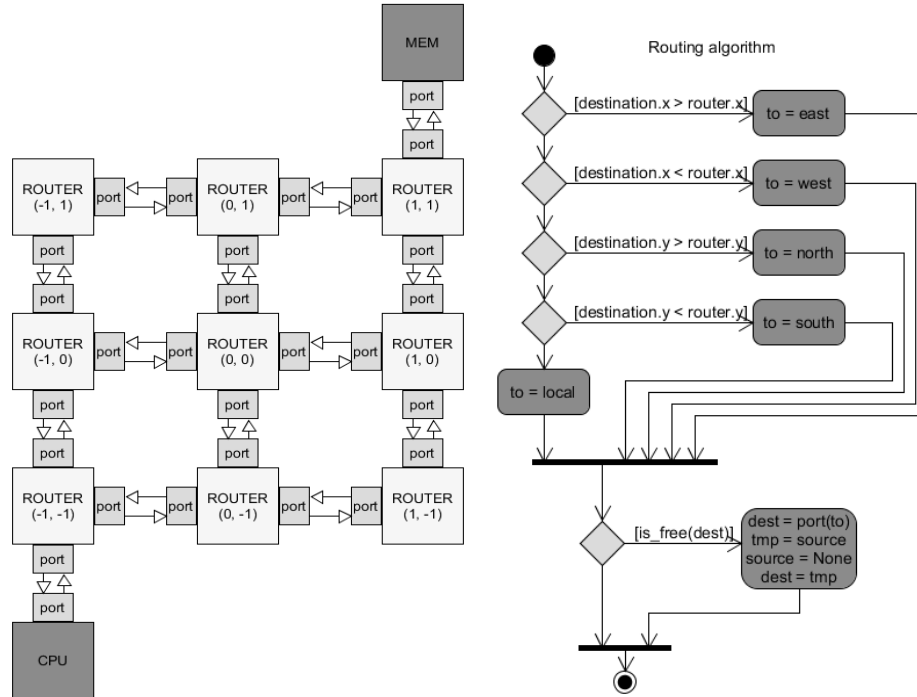 MEM
port
port
ROUTER
(-1, 1)
port
port
ROUTER
(0, 1)
port
port
ROUTER
(1, 1)
port
port
port
port
port
port
ROUTER
(-1, 0)
port
port
ROUTER
(0, 0)
port
port
ROUTER
(1, 0)
port
port
port
port
port
port
ROUTER
(-1, -1)
port
port
ROUTER
(0, -1)
port
port
ROUTER
(1, -1)
port
port
CPU
Routing algorithm
[destination.x > router.x]
to = east
[destination.x < router.x]
to = west
[destination.y > router.y]
to = north
[destination.y < router.y]
to = south
to = local
[is_free(dest)]
dest = port(to)
tmp = source
source = None
dest = tmp